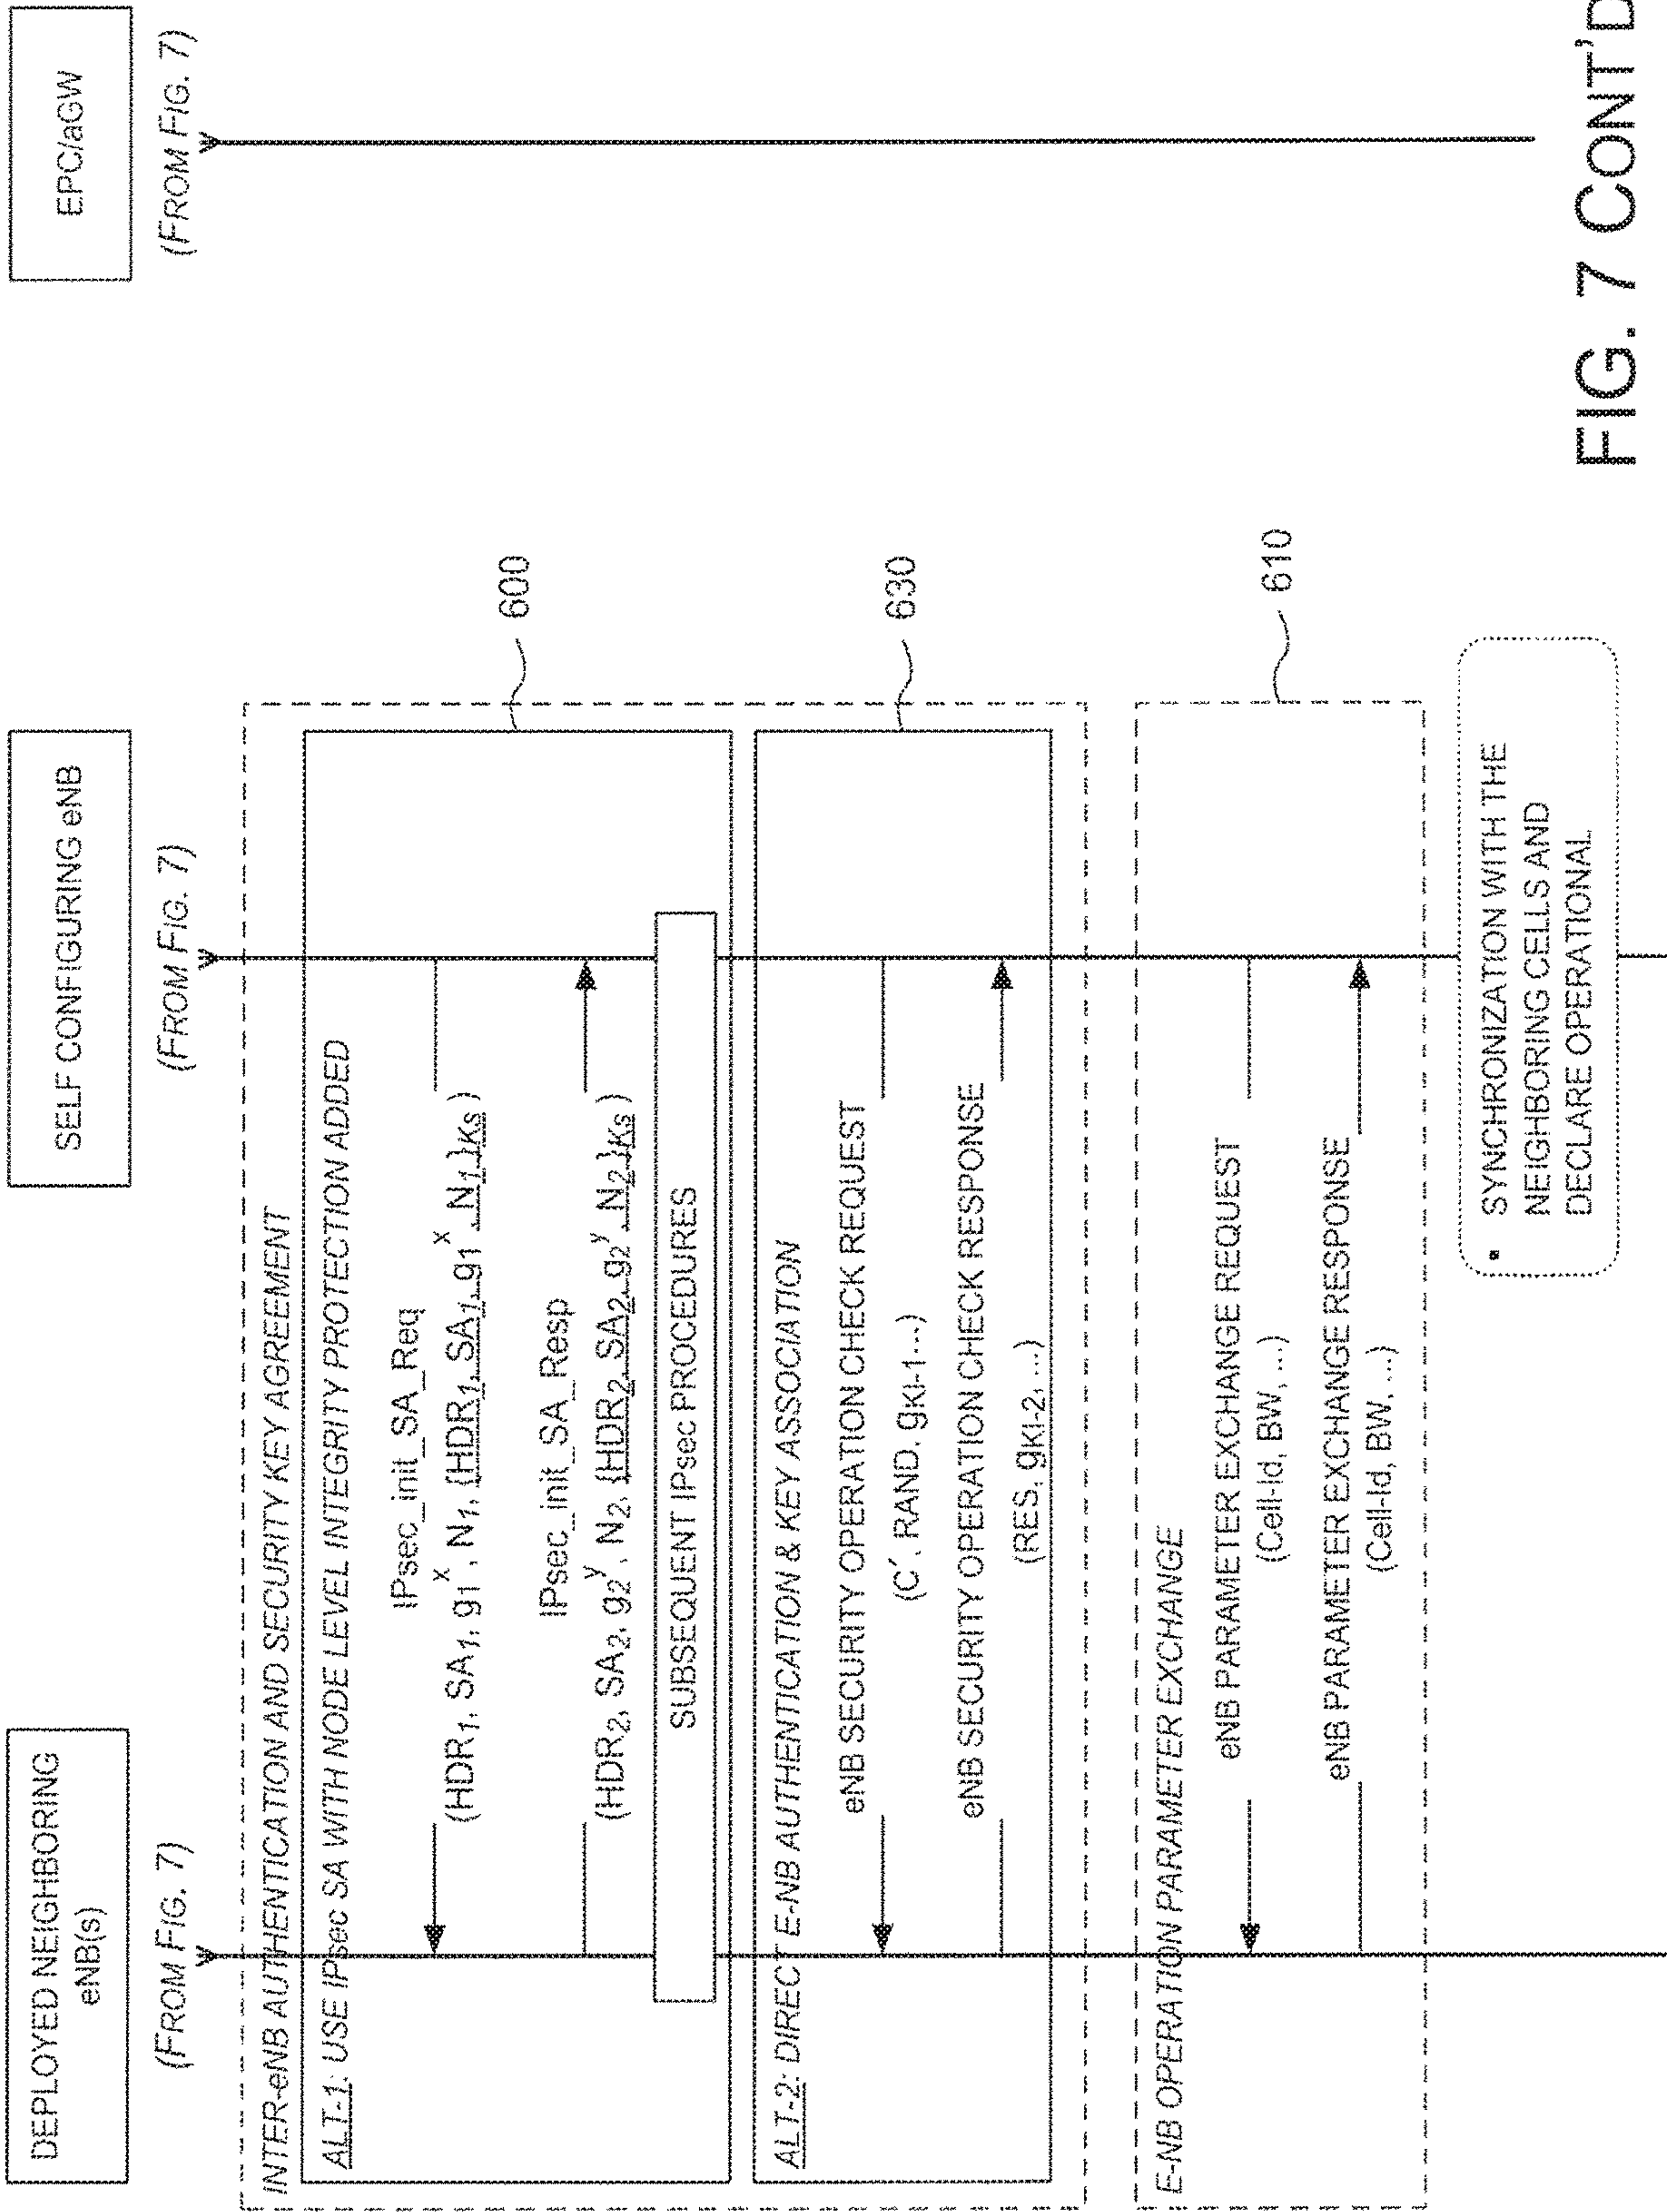 DEPLOYED NEIGHBORING
eNB(s)
SELF CONFIGURING eNB
EPC/aGW
(FROM FIG. 7)
(FROM FIG. 7)
(FROM FIG. 7)
INTER-eNB AUTHENTICATION AND SECURITY KEY AGREEMENT
ALT-1: USE IPsec SA WITH NODE LEVEL INTEGRITY PROTECTION ADDED
IPsec_init_SA_Req
(HDR₁, SA₁, g₁ˣ, N₁, {HDR₁, SA₁, g₁ˣ, N₁}Ks)
IPsec_init_SA_Resp
(HDR₂, SA₂, g₂ʸ, N₂, {HDR₂, SA₂, g₂ʸ, N₂}Ks)
SUBSEQUENT IPsec PROCEDURES
600
ALT-2: DIRECT E-NB AUTHENTICATION & KEY ASSOCIATION
eNB SECURITY OPERATION CHECK REQUEST
(C', RAND, gKI-1...)
eNB SECURITY OPERATION CHECK RESPONSE
(RES, gKI-2, ...)
630
E-NB OPERATION PARAMETER EXCHANGE
eNB PARAMETER EXCHANGE REQUEST
(Cell-Id, BW, ...)
eNB PARAMETER EXCHANGE RESPONSE
(Cell-Id, BW, ...)
610
• SYNCHRONIZATION WITH THE
NEIGHBORING CELLS AND
DECLARE OPERATIONAL
FIG. 7 CONT'D